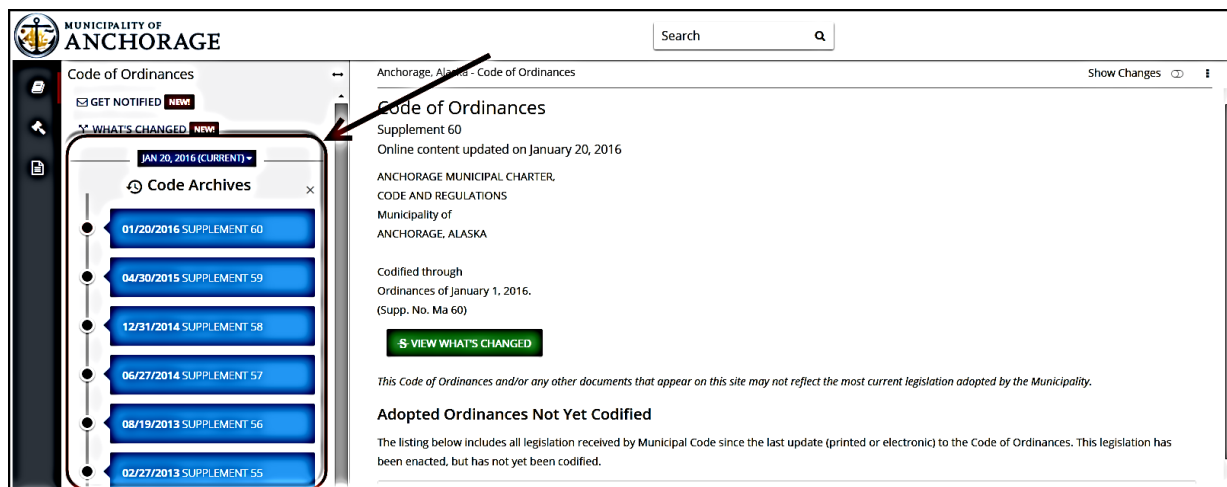 MUNICIPALITY OF
ANCHORAGE
Search
Code of Ordinances
GET NOTIFIED NEW!
WHAT'S CHANGED NEW!
JAN 20, 2016 (CURRENT)
Code Archives
01/20/2016 SUPPLEMENT 60
04/30/2015 SUPPLEMENT 59
12/31/2014 SUPPLEMENT 58
06/27/2014 SUPPLEMENT 57
08/19/2013 SUPPLEMENT 56
02/27/2013 SUPPLEMENT 55
Anchorage, Alaska - Code of Ordinances
Show Changes
Code of Ordinances
Supplement 60
Online content updated on January 20, 2016
ANCHORAGE MUNICIPAL CHARTER,
CODE AND REGULATIONS
Municipality of
ANCHORAGE, ALASKA
Codified through
Ordinances of January 1, 2016.
(Supp. No. Ma 60)
VIEW WHAT'S CHANGED
This Code of Ordinances and/or any other documents that appear on this site may not reflect the most current legislation adopted by the Municipality.
Adopted Ordinances Not Yet Codified
The listing below includes all legislation received by Municipal Code since the last update (printed or electronic) to the Code of Ordinances. This legislation has
been enacted, but has not yet been codified.